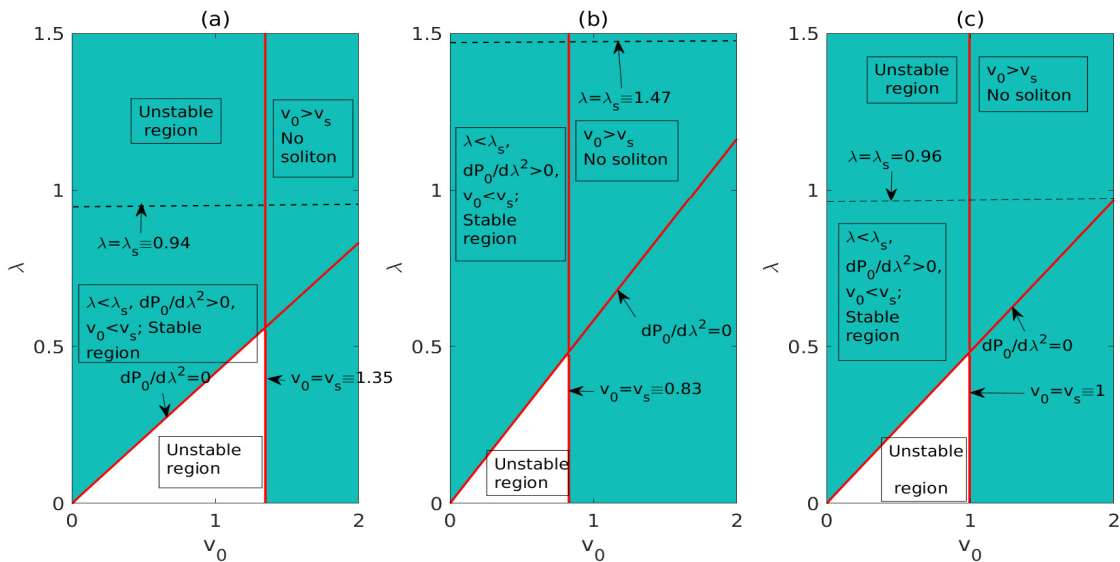 (a)
1.5
1
0.5
0
0
1
2
λ
v0
Unstable
region
v0>vs
No
soliton
λ=λs≡0.94
λ<λs, dP0/dλ²>0,
v0<vs; Stable
region
dP0/dλ²=0
v0=vs≡1.35
Unstable
region
(b)
1.5
1
0.5
0
0
1
2
v0
λ=λs≡1.47
λ<λs,
dP0/dλ²>0,
v0<vs;
Stable
region
v0>vs
No soliton
dP0/dλ²=0
v0=vs≡0.83
Unstable
region
(c)
1.5
1
0.5
0
0
1
2
λ
v0
Unstable
region
v0>vs
No soliton
λ=λs=0.96
λ<λs,
dP0/dλ²>0,
v0<vs;
Stable
region
dP0/dλ²=0
v0=vs≡1
Unstable
region
λ